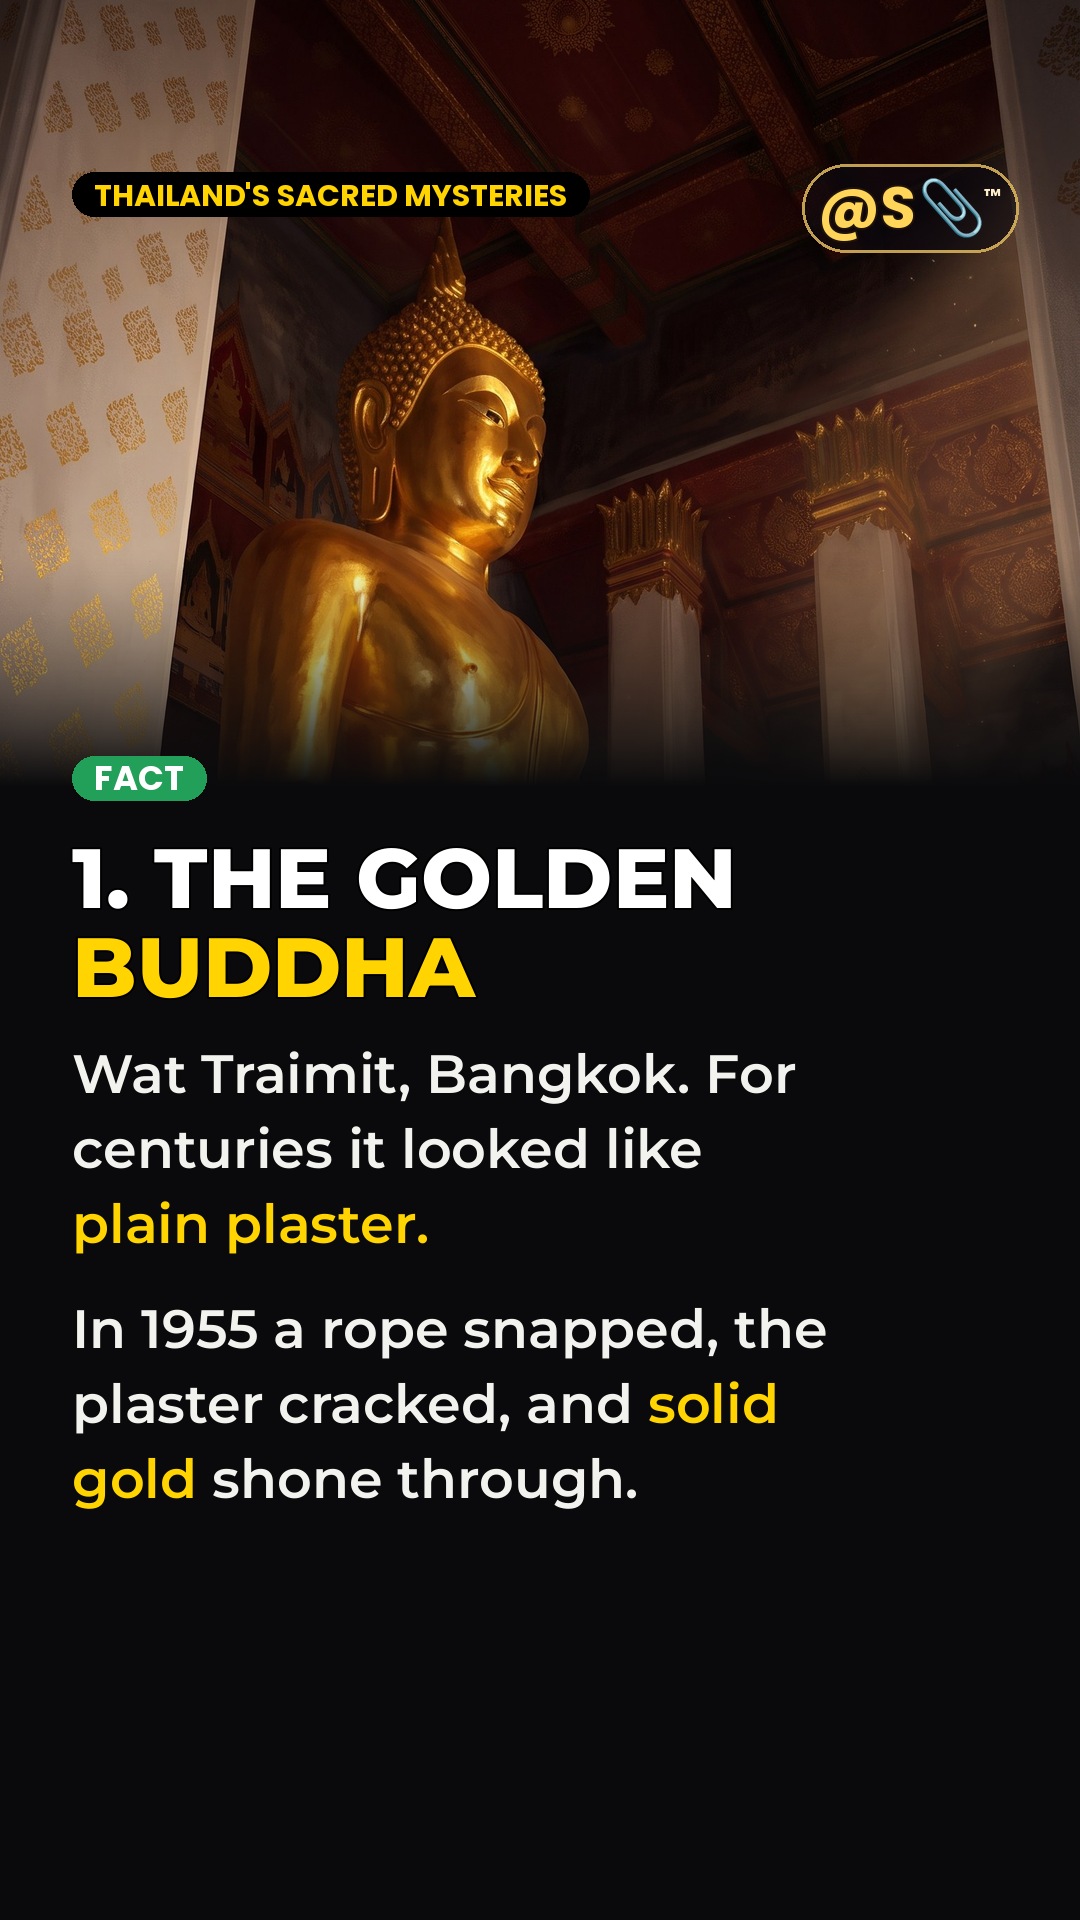 THAILAND'S SACRED MYSTERIES
@S📎™
FACT
1. THE GOLDEN
BUDDHA
Wat Traimit, Bangkok. For
centuries it looked like
plain plaster.
In 1955 a rope snapped, the
plaster cracked, and solid
gold shone through.